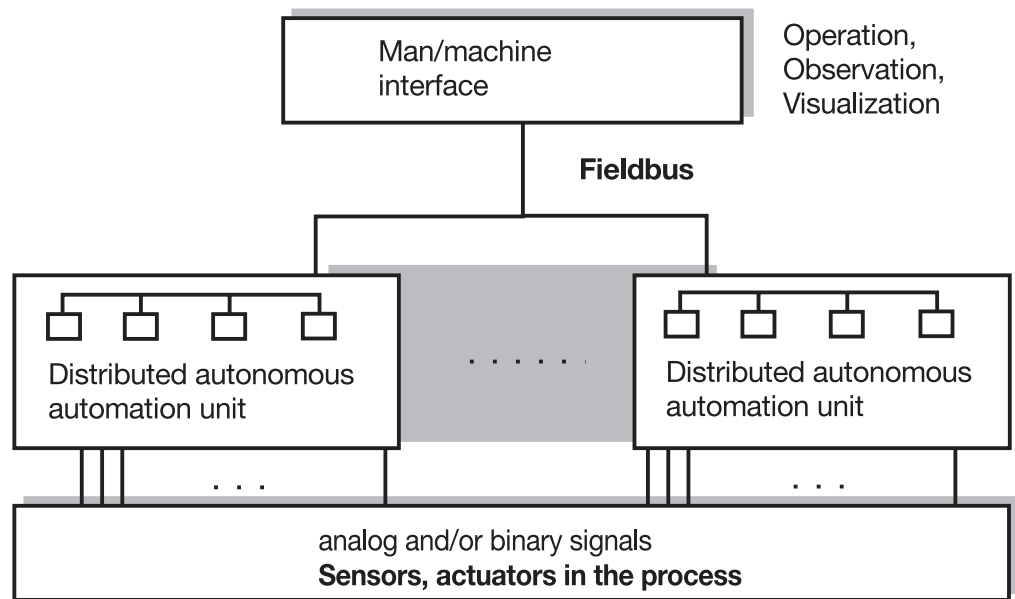 Man/machine
interface
Operation,
Observation,
Visualization
Fieldbus
. . . . . .
Distributed autonomous
automation unit
Distributed autonomous
automation unit
. . .
. . .
analog and/or binary signals
Sensors, actuators in the process